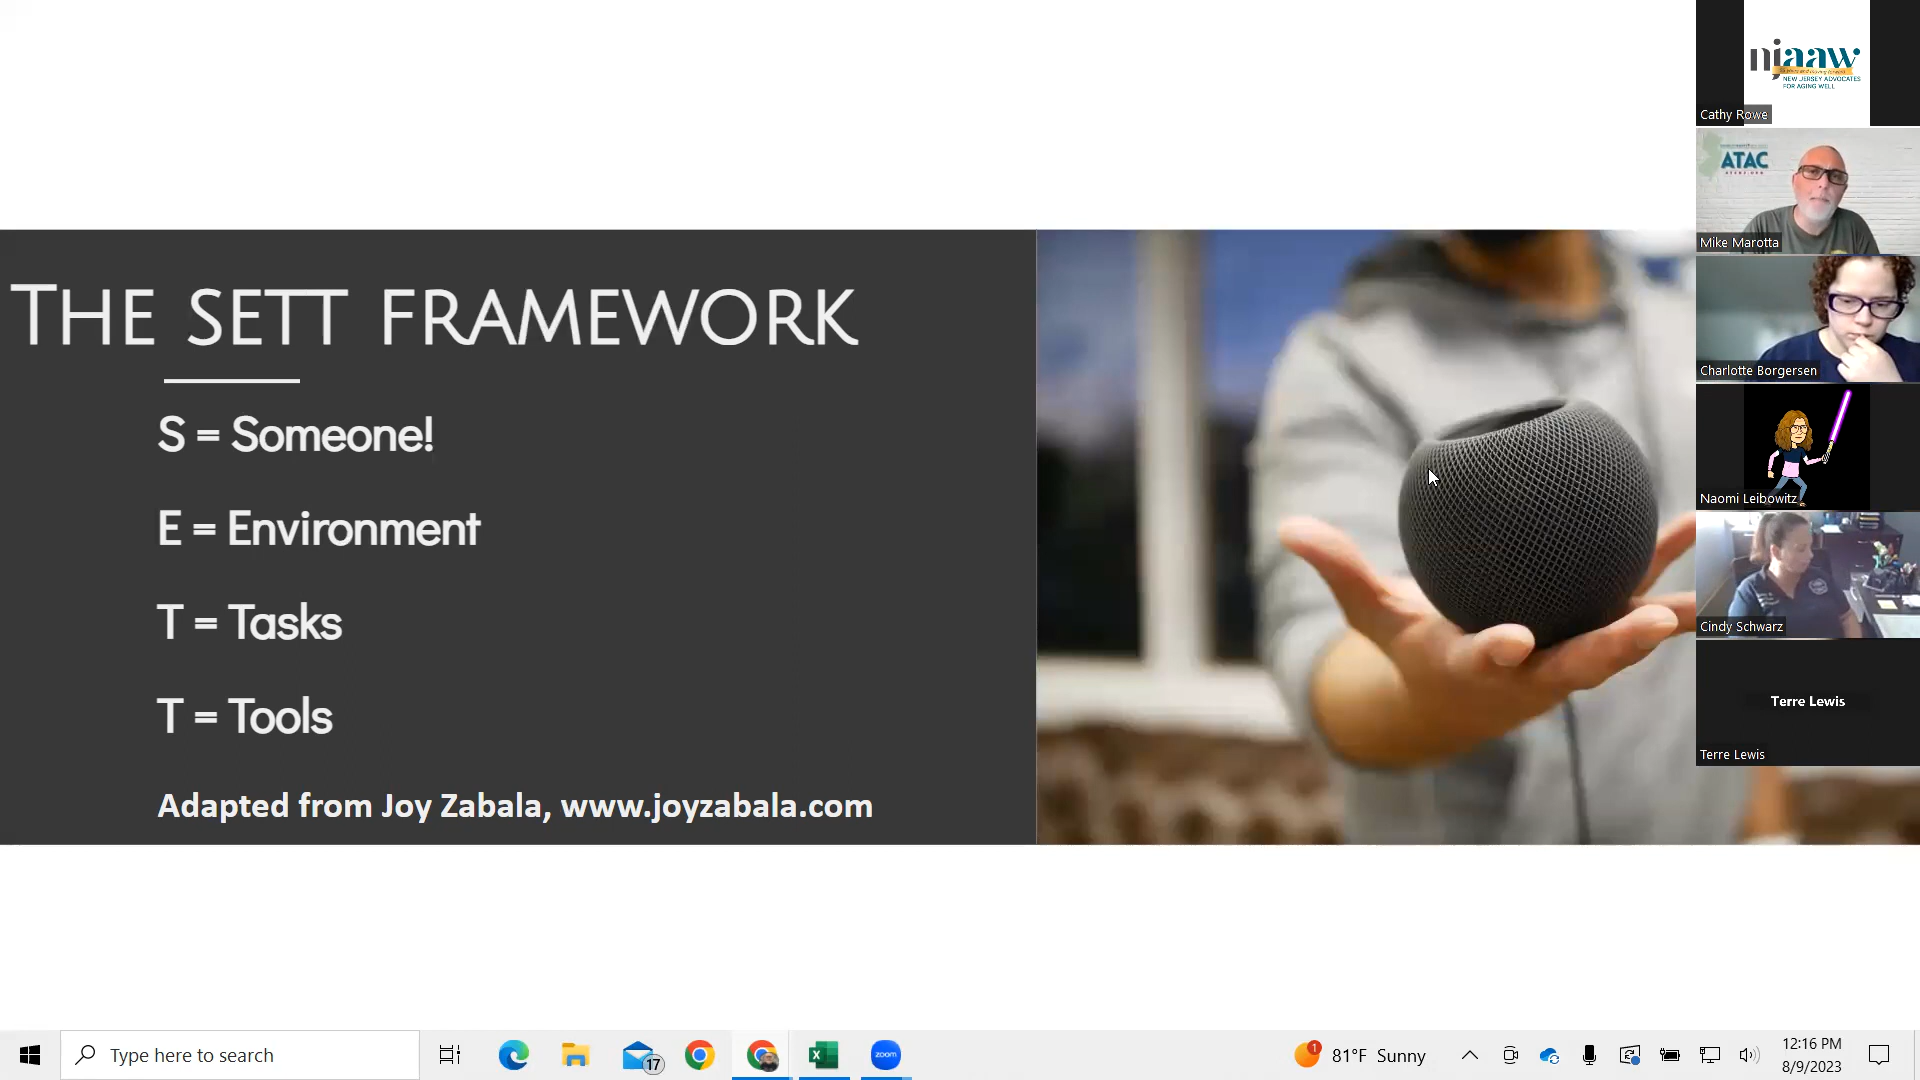 THE SETT FRAMEWORK
S = Someone!
E = Environment
T = Tasks
T = Tools
Adapted from Joy Zabala, www.joyzabala.com
njaaw
NEW JERSEY ADVOCATES
FOR AGING WELL
Cathy Rowe
ATAC
Mike Marotta
Charlotte Borgersen
Naomi Leibowitz
Cindy Schwarz
Terre Lewis
Terre Lewis
Type here to search
17
zoom
1
81°F Sunny
12:16 PM
8/9/2023